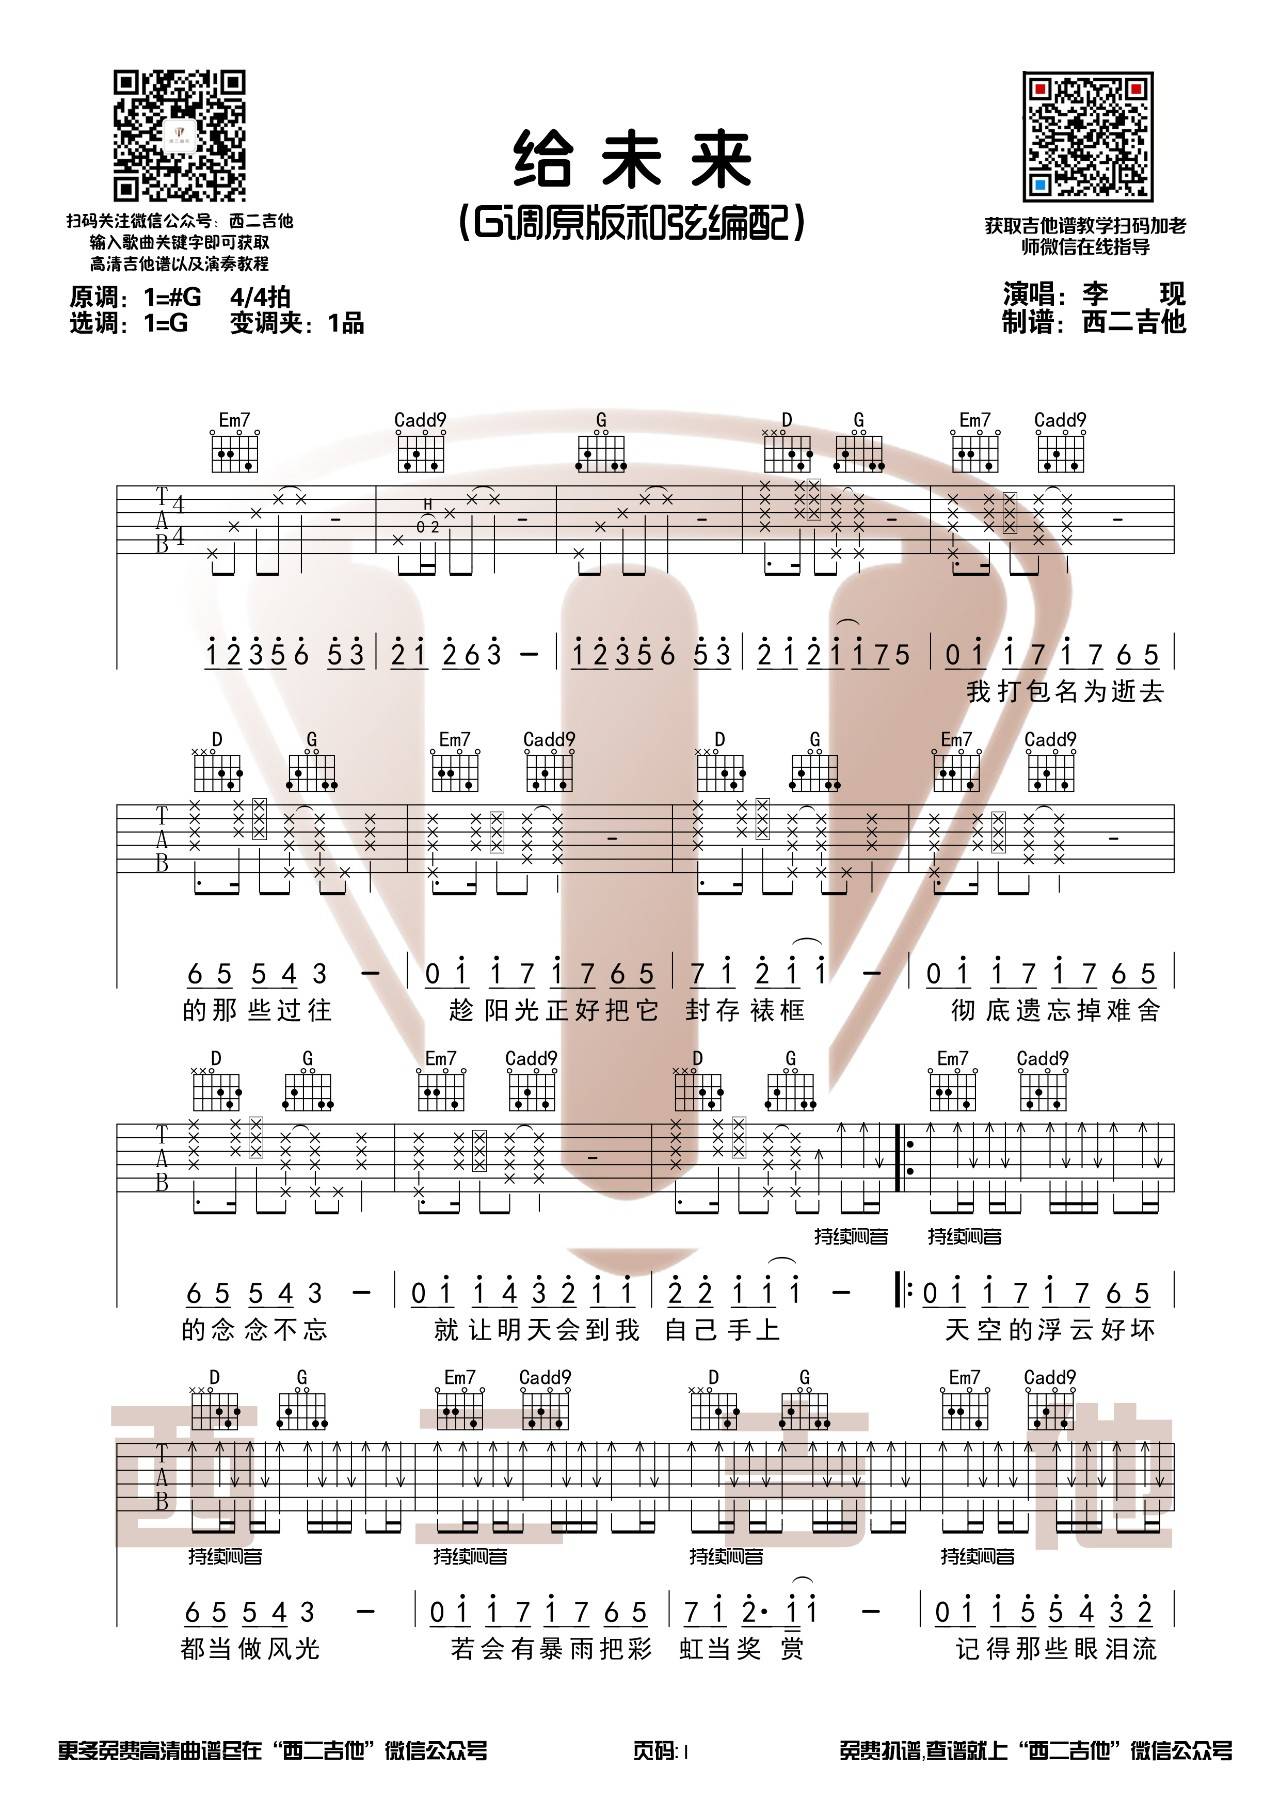 给未来
(G调原版和弦编配)
扫码关注微信公众号：西二吉他
输入歌曲关键字即可获取
高清吉他谱以及演奏教程
获取吉他谱教学扫码加老
师微信在线指导
原调：1=#G 4/4拍
选调：1=G 变调夹：1品
演唱：李 现
制谱：西二吉他
Em7 Cadd9 G D G Em7 Cadd9
T 4
A 4
B
H
0 2
1 2 3 5 6 5 3 | 2 1 2 6 3 － | 1 2 3 5 6 5 3 | 2 1 2 1 1 7 5 | 0 1 1 7 1 7 6 5 |
我打包名为逝去
D G Em7 Cadd9 D G Em7 Cadd9
T
A
B
6 5 5 4 3 － | 0 1 1 7 1 7 6 5 | 7 1 2 1 1 － | 0 1 1 7 1 7 6 5 |
的那些过往 趁阳光正好把它 封存裱框 彻底遗忘掉难舍
D G Em7 Cadd9 D G Em7 Cadd9
T
A
B
持续闷音 持续闷音
6 5 5 4 3 － | 0 1 1 4 3 2 1 1 | 2 2 1 1 1 － |: 0 1 1 7 1 7 6 5 |
的念念不忘 就让明天会到我 自己手上 天空的浮云好坏
D G Em7 Cadd9 D G Em7 Cadd9
T
A
B
持续闷音 持续闷音 持续闷音 持续闷音
6 5 5 4 3 － | 0 1 1 7 1 7 6 5 | 7 1 2· 1 1 － | 0 1 1 5 5 4 3 2 |
都当做风光 若会有暴雨把彩 虹当奖赏 记得那些眼泪流
西二吉他
更多免费高清曲谱尽在“西二吉他”微信公众号
页码:1
免费扒谱,查谱就上“西二吉他”微信公众号